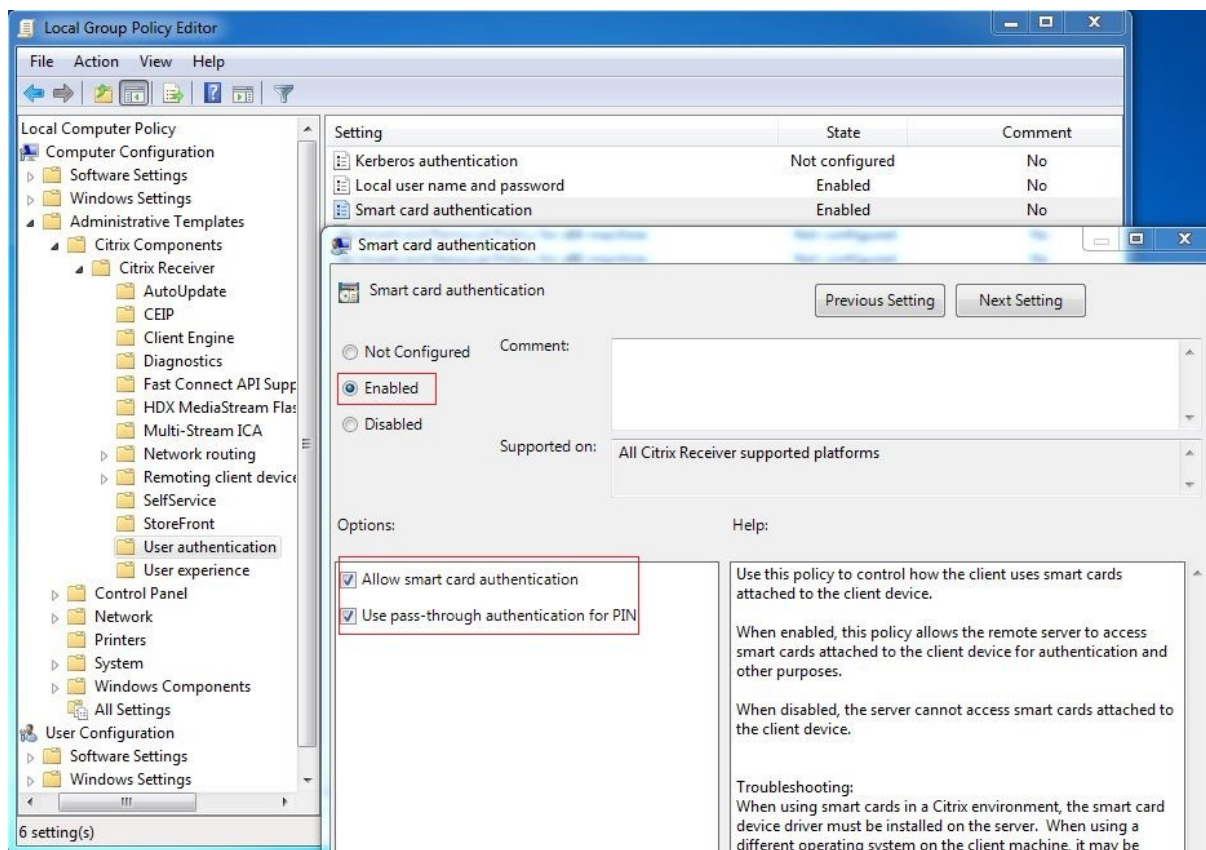 Local Group Policy Editor
File Action View Help
Local Computer Policy
Computer Configuration
Software Settings
Windows Settings
Administrative Templates
Citrix Components
Citrix Receiver
AutoUpdate
CEIP
Client Engine
Diagnostics
Fast Connect API Supp
HDX MediaStream Flas
Multi-Stream ICA
Network routing
Remoting client device
SelfService
StoreFront
User authentication
User experience
Control Panel
Network
Printers
System
Windows Components
All Settings
User Configuration
Software Settings
Windows Settings
6 setting(s)
Setting State Comment
Kerberos authentication Not configured No
Local user name and password Enabled No
Smart card authentication Enabled No
Smart card authentication
Smart card authentication
Previous Setting Next Setting
Not Configured
Enabled
Disabled
Comment:
Supported on: All Citrix Receiver supported platforms
Options:
Allow smart card authentication
Use pass-through authentication for PIN
Help:
Use this policy to control how the client uses smart cards
attached to the client device.
When enabled, this policy allows the remote server to access
smart cards attached to the client device for authentication and
other purposes.
When disabled, the server cannot access smart cards attached to
the client device.
Troubleshooting:
When using smart cards in a Citrix environment, the smart card
device driver must be installed on the server. When using a
different operating system on the client machine, it may be